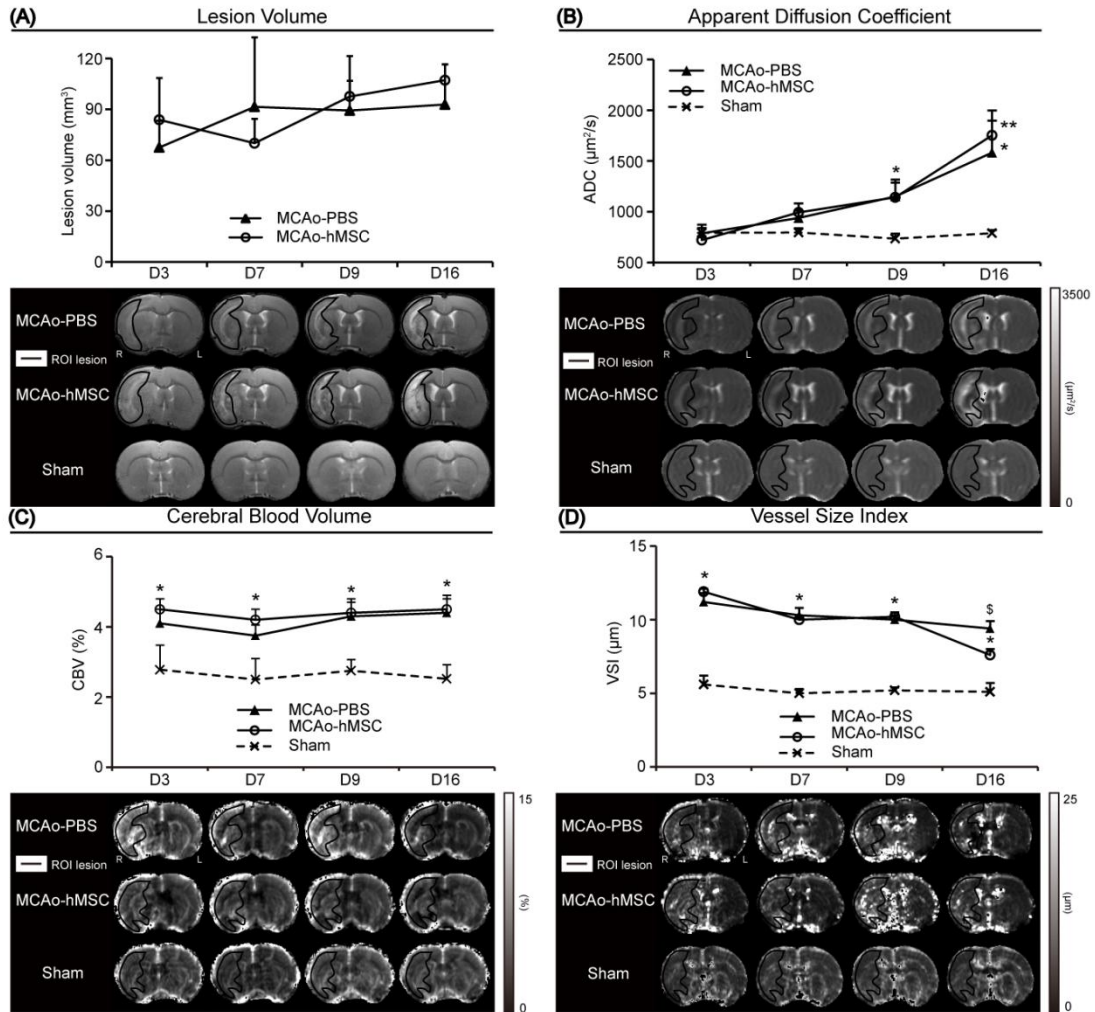 (A) Lesion Volume
120
90
60
30
0
Lesion volume (mm³)
MCAo-PBS
MCAo-hMSC
D3 D7 D9 D16
MCAo-PBS
ROI lesion
R L
MCAo-hMSC
Sham
(B) Apparent Diffusion Coefficient
2500
2000
1500
1000
500
ADC (µm²/s)
MCAo-PBS
MCAo-hMSC
Sham
*
**
*
D3 D7 D9 D16
MCAo-PBS
ROI lesion
R L
MCAo-hMSC
Sham
3500
(µm²/s)
0
(C) Cerebral Blood Volume
6
4
2
0
CBV (%)
* * * *
MCAo-PBS
MCAo-hMSC
Sham
D3 D7 D9 D16
MCAo-PBS
ROI lesion
R L
MCAo-hMSC
Sham
15
(%)
0
(D) Vessel Size Index
15
10
5
0
VSI (µm)
* * * $
*
MCAo-PBS
MCAo-hMSC
Sham
D3 D7 D9 D16
MCAo-PBS
ROI lesion
R L
MCAo-hMSC
Sham
25
(µm)
0